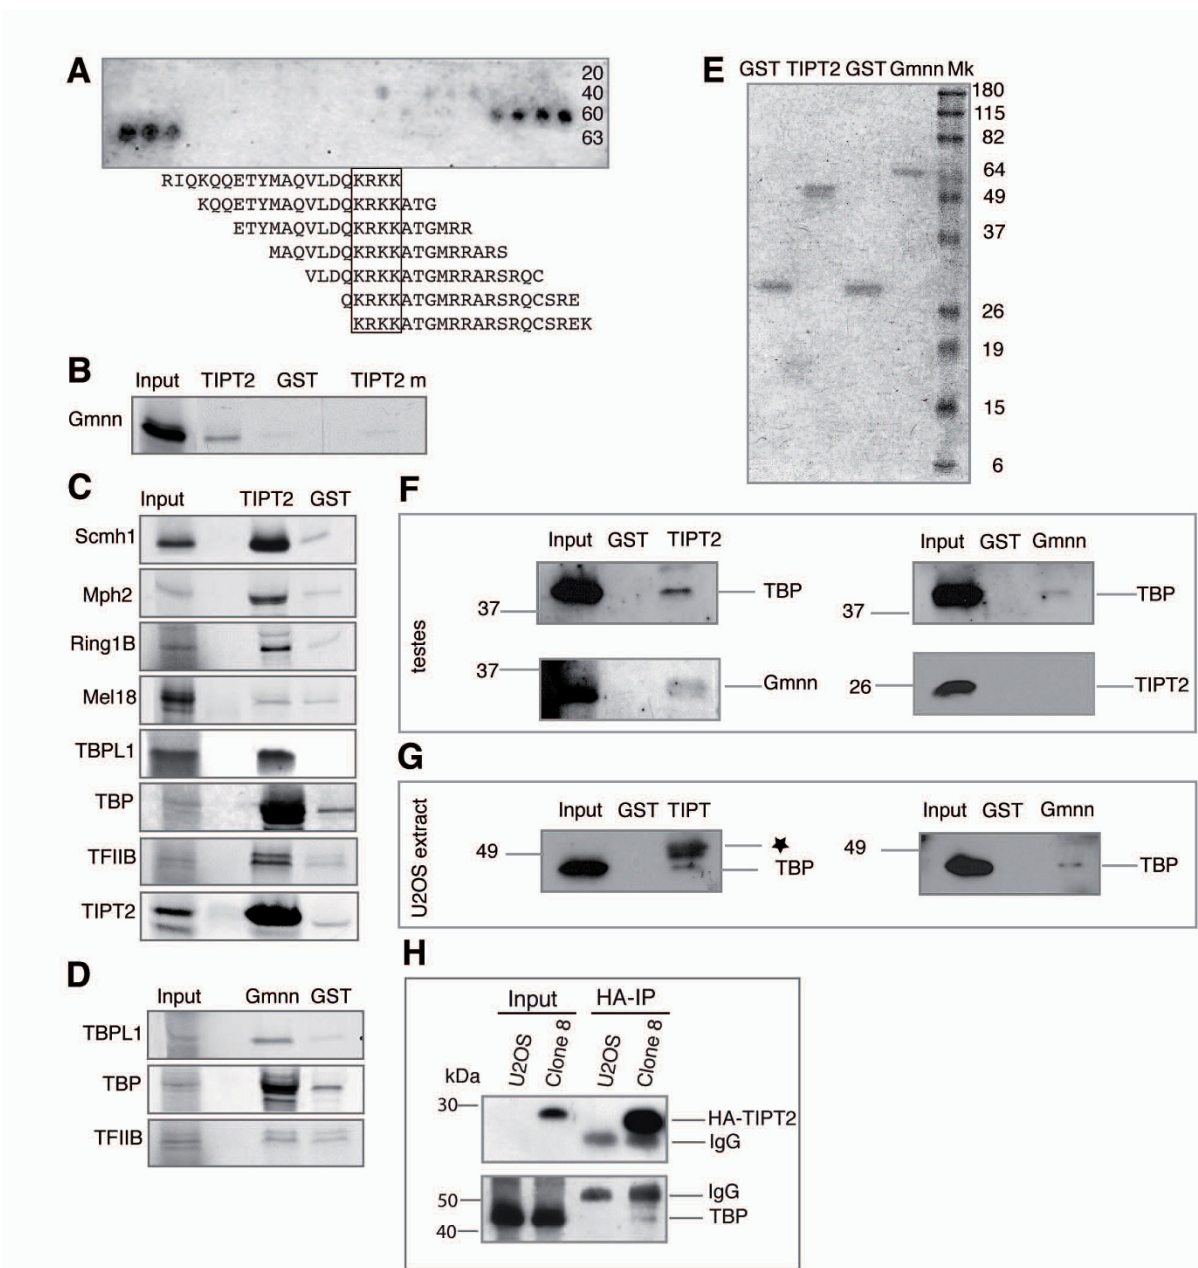 A
20
40
60
63
RIQKQQETYMAQVLDQKRKK
KQQETYMAQVLDQKRKKATG
ETYMAQVLDQKRKKATGMRR
MAQVLDQKRKKATGMRRARS
VLDQKRKKATGMRRARSRQC
QKRKKATGMRRARSRQCSRE
KRKKATGMRRARSRQCSREK
B
Input TIPT2 GST TIPT2 m
Gmnn
C
Input TIPT2 GST
Scmh1
Mph2
Ring1B
Mel18
TBPL1
TBP
TFIIB
TIPT2
D
Input Gmnn GST
TBPL1
TBP
TFIIB
E
GST TIPT2 GST Gmnn Mk
180
115
82
64
49
37
26
19
15
6
F
testes
Input GST TIPT2
37 TBP
37 Gmnn
Input GST Gmnn
37 TBP
26 TIPT2
G
U2OS extract
Input GST TIPT
49 ★
TBP
Input GST Gmnn
49 TBP
H
Input HA-IP
U2OS Clone 8 U2OS Clone 8
kDa
30 HA-TIPT2
IgG
50 IgG
40 TBP